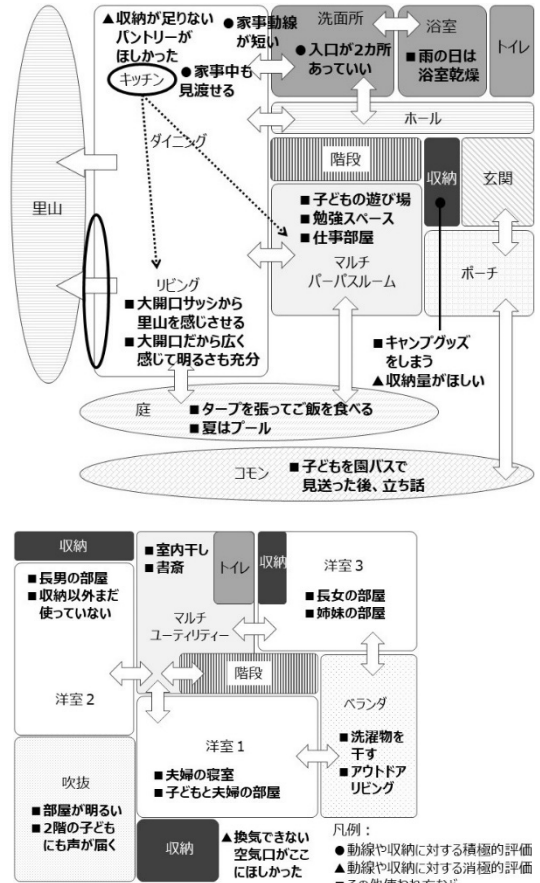 ▲収納が足りない
パントリーが
ほしかった
●家事動線
が短い
キッチン
●家事中も
見渡せる
ダイニング
洗面所
●入口が2カ所
あっていい
浴室
■雨の日は
浴室乾燥
トイレ
ホール
階段
収納
玄関
里山
■子どもの遊び場
■勉強スペース
■仕事部屋
マルチ
パーパスルーム
ポーチ
リビング
■大開口サッシから
里山を感じさせる
■大開口だから広く
感じて明るさも充分
■キャンプグッズ
をしまう
▲収納量がほしい
庭
■タープを張ってご飯を食べる
■夏はプール
コモン
■子どもを園バスで
見送った後、立ち話
収納
■長男の部屋
■収納以外まだ
使っていない
洋室2
■室内干し
■書斎
トイレ
マルチ
ユーティリティー
収納
洋室3
■長女の部屋
■姉妹の部屋
階段
ベランダ
■洗濯物を
干す
■アウトドア
リビング
洋室1
■夫婦の寝室
■子どもと夫婦の部屋
吹抜
■部屋が明るい
■2階の子ども
にも声が届く
収納
▲換気できない
空気口がここ
にほしかった
凡例：
●動線や収納に対する積極的評価
▲動線や収納に対する消極的評価